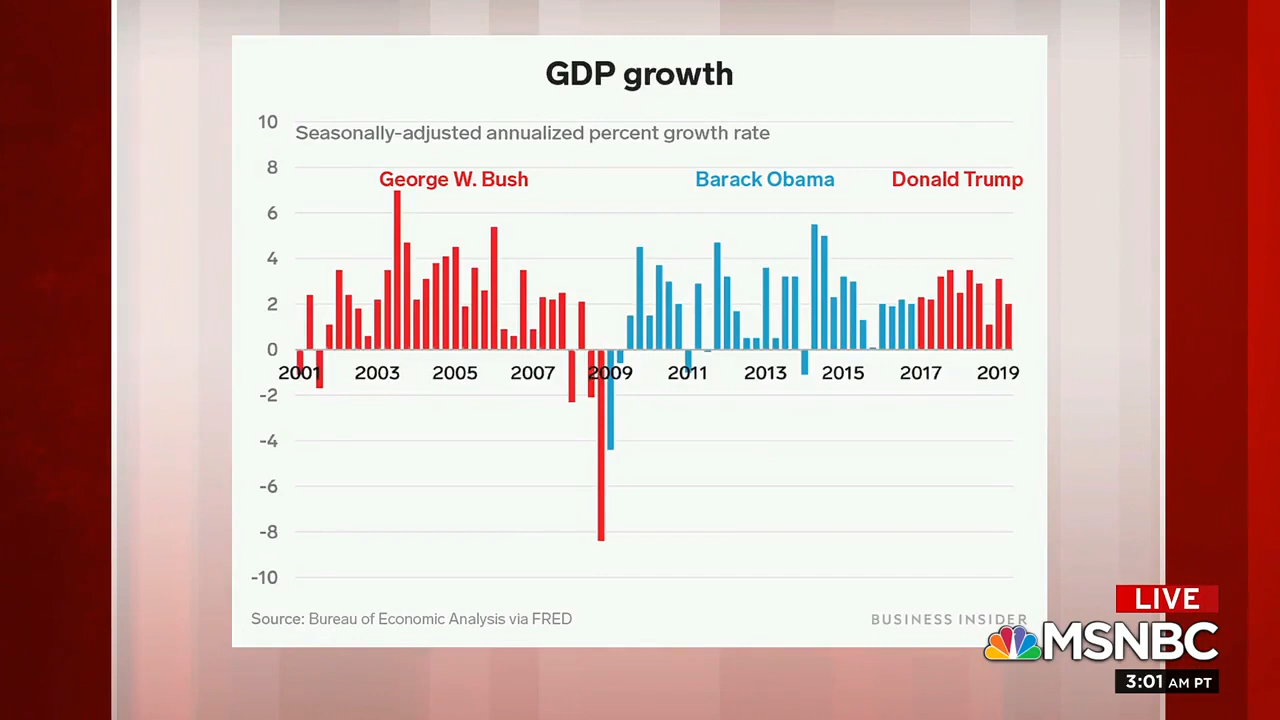 GDP growth
10
Seasonally-adjusted annualized percent growth rate
8
George W. Bush
Barack Obama
Donald Trump
6
4
2
0
2001
2003
2005
2007
2009
2011
2013
2015
2017
2019
-2
-4
-6
-8
-10
Source: Bureau of Economic Analysis via FRED
BUSINESS INSIDER
LIVE
MSNBC
3:01 AM PT